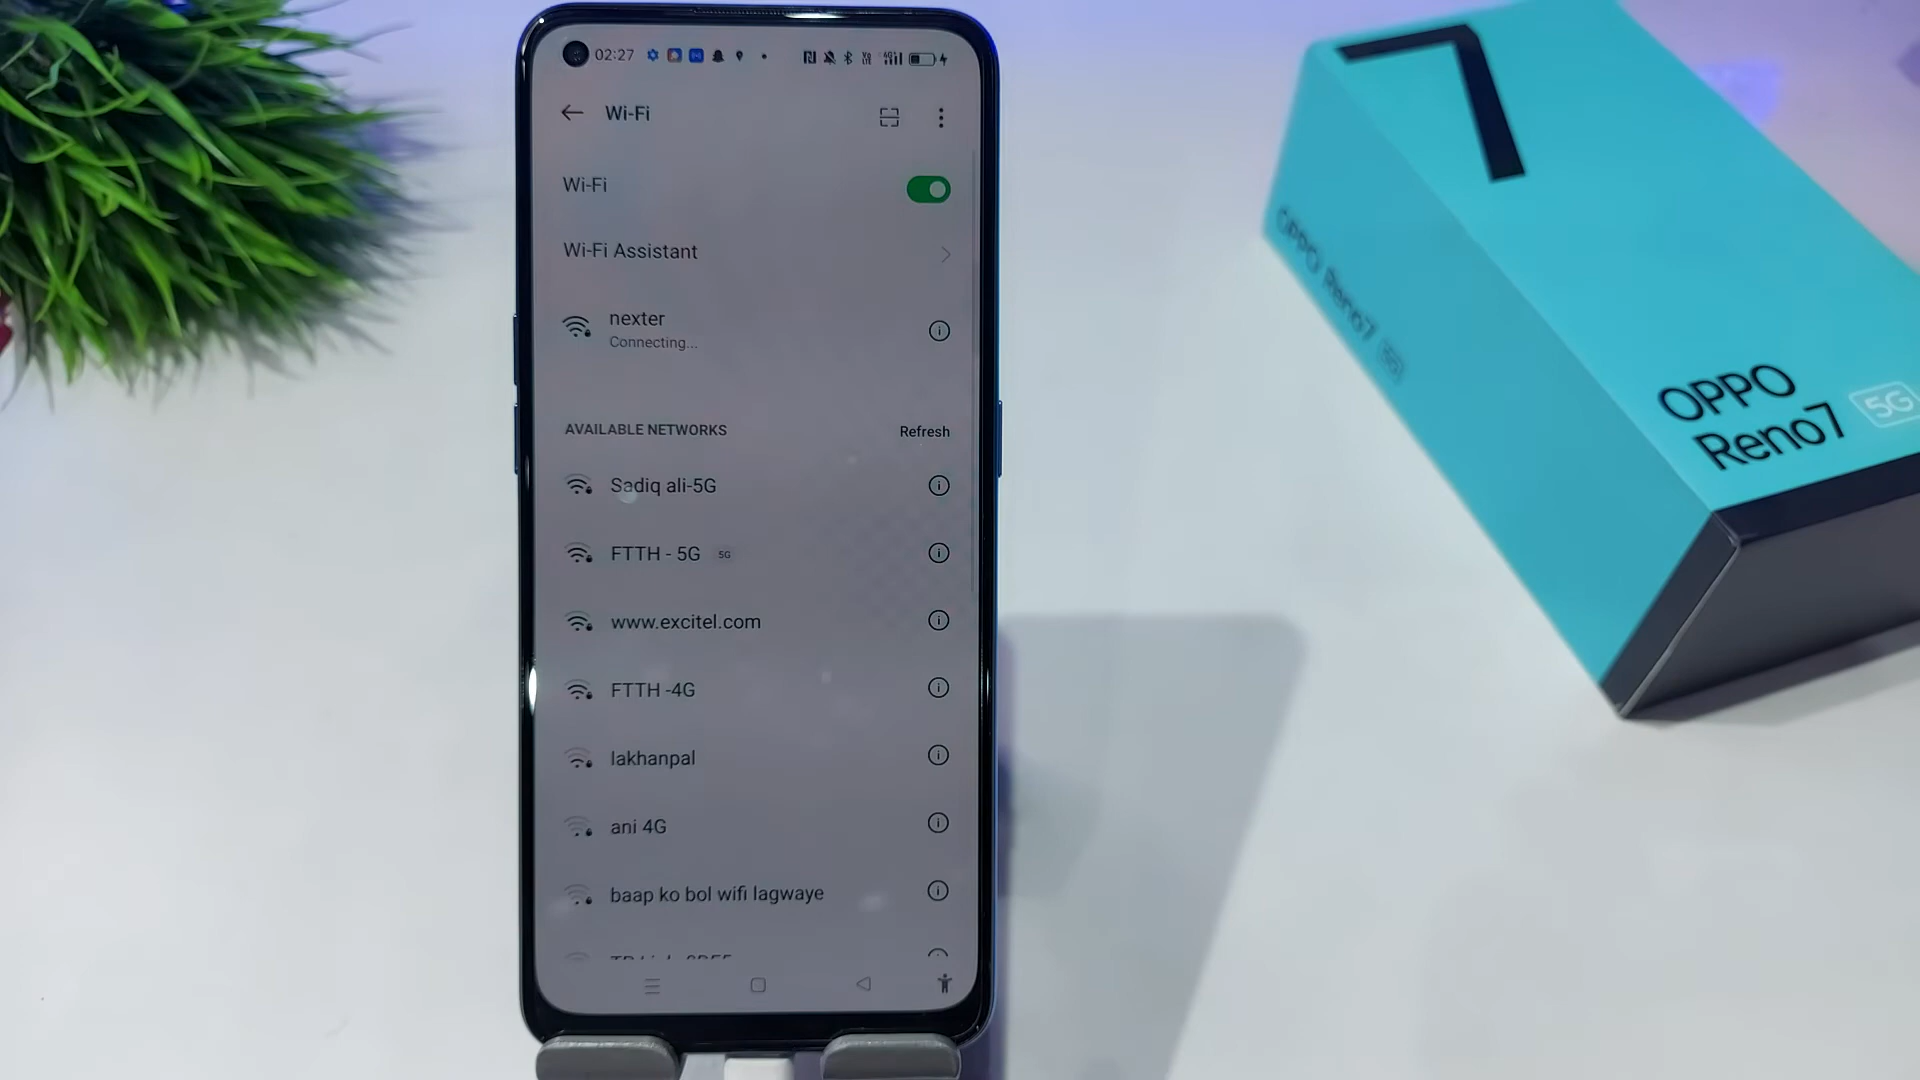 02:27
Wi-Fi
Wi-Fi
Wi-Fi Assistant
nexter
Connecting...
AVAILABLE NETWORKS
Refresh
Sadiq ali-5G
FTTH - 5G 5G
www.excitel.com
FTTH -4G
lakhanpal
ani 4G
baap ko bol wifi lagwaye
7
OPPO Reno7 5G
OPPO
Reno7 5G